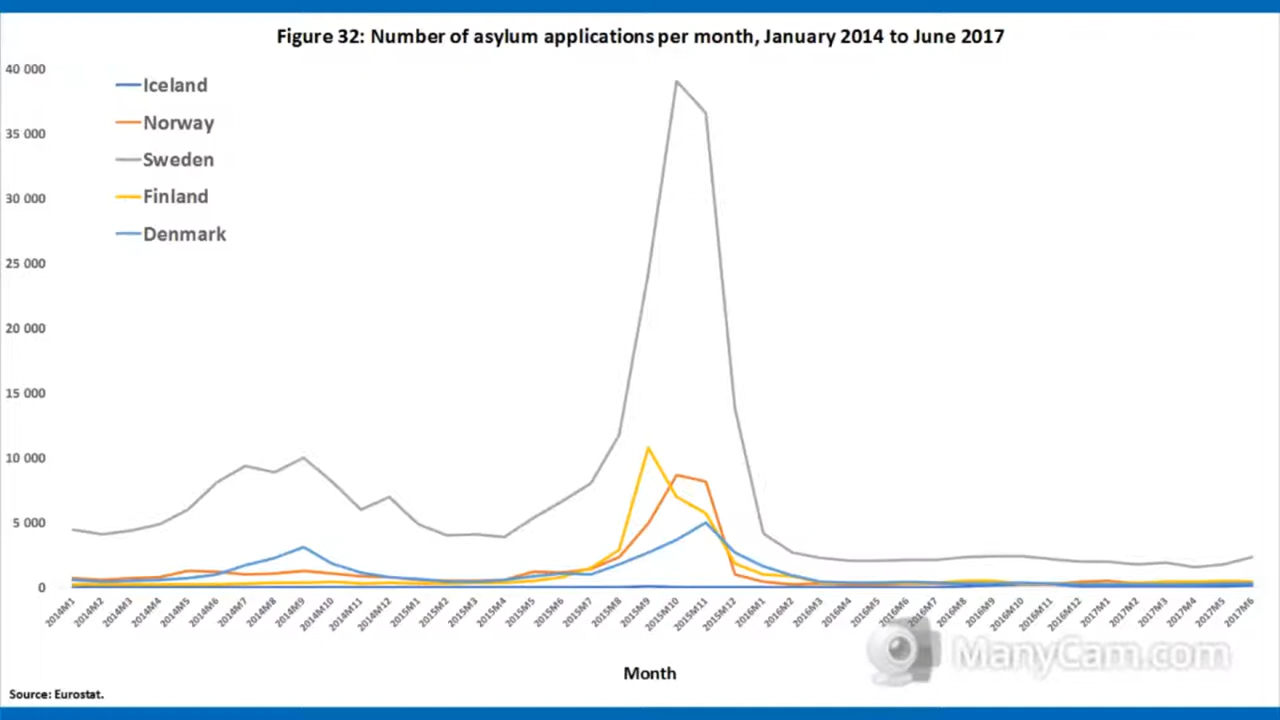 Figure 32: Number of asylum applications per month, January 2014 to June 2017
40 000
35 000
30 000
25 000
20 000
15 000
10 000
5 000
0
Iceland
Norway
Sweden
Finland
Denmark
2014M1 2014M2 2014M3 2014M4 2014M5 2014M6 2014M7 2014M8 2014M9 2014M10 2014M11 2014M12 2015M1 2015M2 2015M3 2015M4 2015M5 2015M6 2015M7 2015M8 2015M9 2015M10 2015M11 2015M12 2016M1 2016M2 2016M3 2016M4 2016M5 2016M6 2016M7 2016M8 2016M9 2016M10 2016M11 2016M12 2017M1 2017M2 2017M3 2017M4 2017M5 2017M6
Month
ManyCam.com
Source: Eurostat.